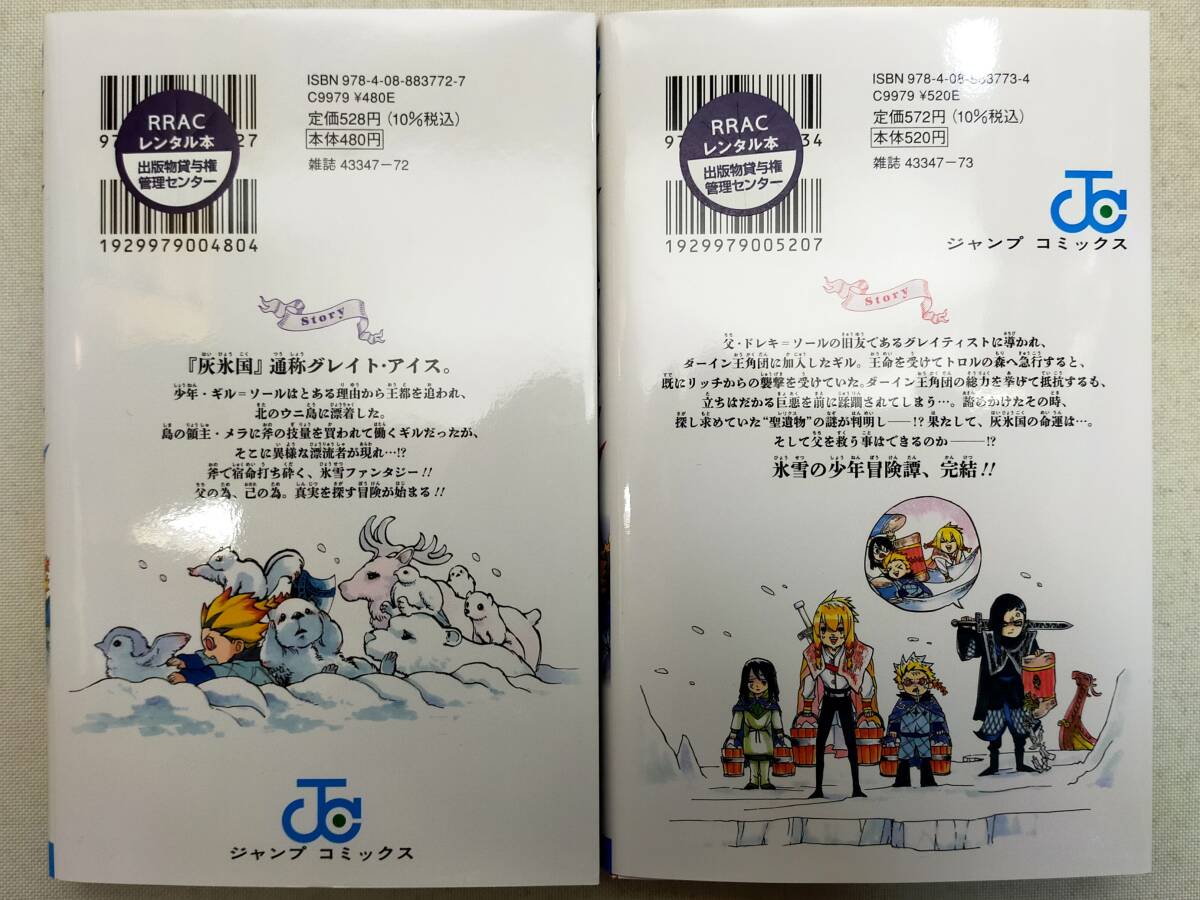 ISBN 978-4-08-883772-7
C9979 ¥480E
定価528円(10%税込)
本体480円
雑誌 43347-72
RRAC
レンタル本
出版物貸与権
管理センター
97
27
1929979004804
Story
『灰氷国』通称グレイト・アイス。
少年・ギル=ソールはとある理由から王都を追われ、
北のウニ島に漂着した。
島の領主・メラに斧の技量を買われて働くギルだったが、
そこに異様な漂流者が現れ…!?
斧で宿命打ち砕く、氷雪ファンタジー!!
父の為、己の為。真実を探す冒険が始まる!!
ジャンプ コミックス
ISBN 978-4-08-883773-4
C9979 ¥520E
定価572円(10%税込)
本体520円
雑誌 43347-73
RRAC
レンタル本
出版物貸与権
管理センター
97
34
1929979005207
ジャンプ コミックス
Story
父・ドレキ=ソールの旧友であるグレイティストに導かれ、
ダーイン王角団に加入したギル。王命を受けてトロルの森へ急行すると、
既にリッチからの襲撃を受けていた。ダーイン王角団の総力を挙げて抵抗するも、
立ちはだかる巨悪を前に蹂躙されてしまう…。諦めかけたその時、
探し求めていた“聖遺物”の謎が判明し―!? 果たして、灰氷国の命運は…。
そして父を救う事はできるのか――!?
氷雪の少年冒険譚、完結!!